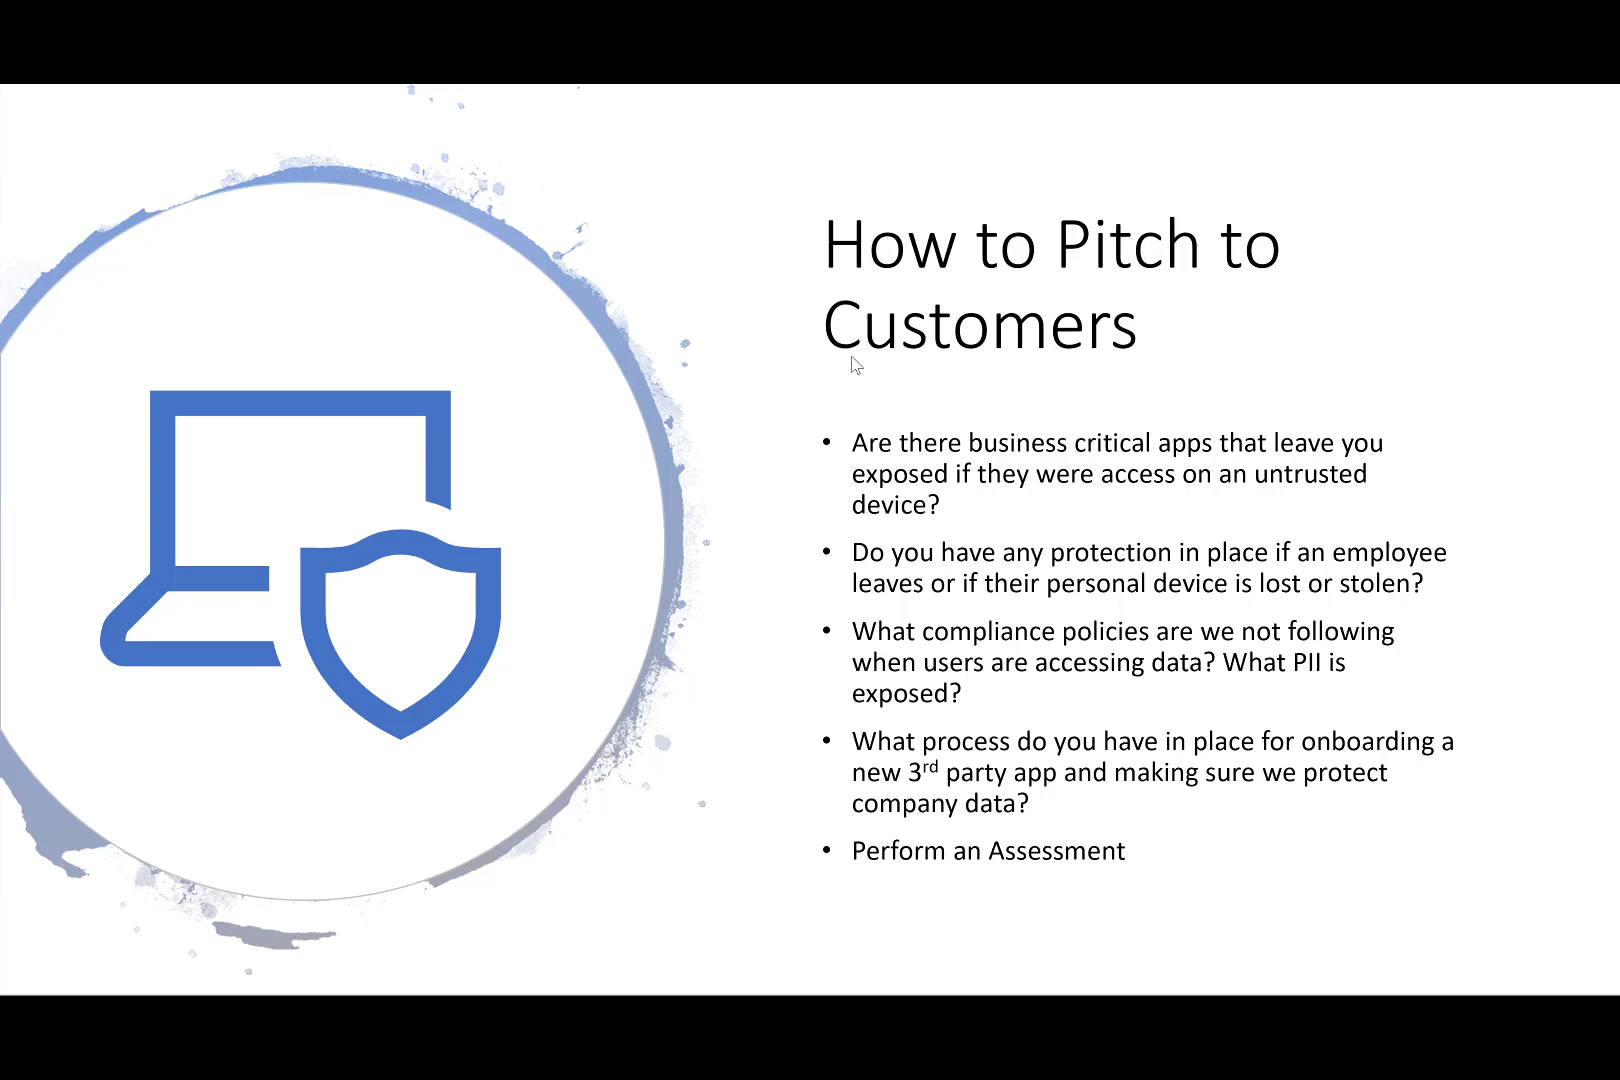 How to Pitch to
Customers
• Are there business critical apps that leave you
exposed if they were access on an untrusted
device?
• Do you have any protection in place if an employee
leaves or if their personal device is lost or stolen?
• What compliance policies are we not following
when users are accessing data? What PII is
exposed?
• What process do you have in place for onboarding a
new 3rd party app and making sure we protect
company data?
• Perform an Assessment